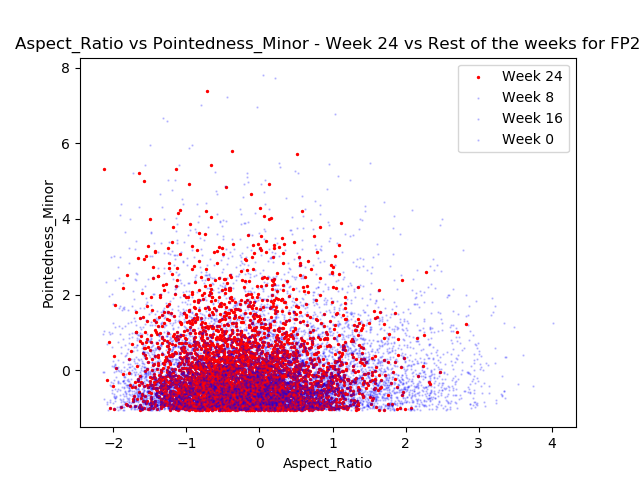 Aspect_Ratio vs Pointedness_Minor - Week 24 vs Rest of the weeks for FP2
Week 24
Week 8
Week 16
Week 0
8
6
4
2
0
Pointedness_Minor
−2
−1
0
1
2
3
4
Aspect_Ratio